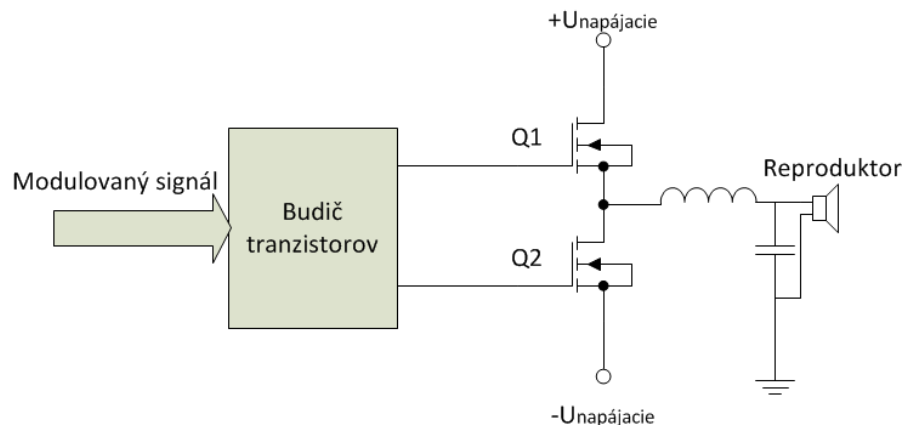 +Unapájacie
Q1
Reproduktor
Modulovaný signál
Budič
tranzistorov
Q2
-Unapájacie